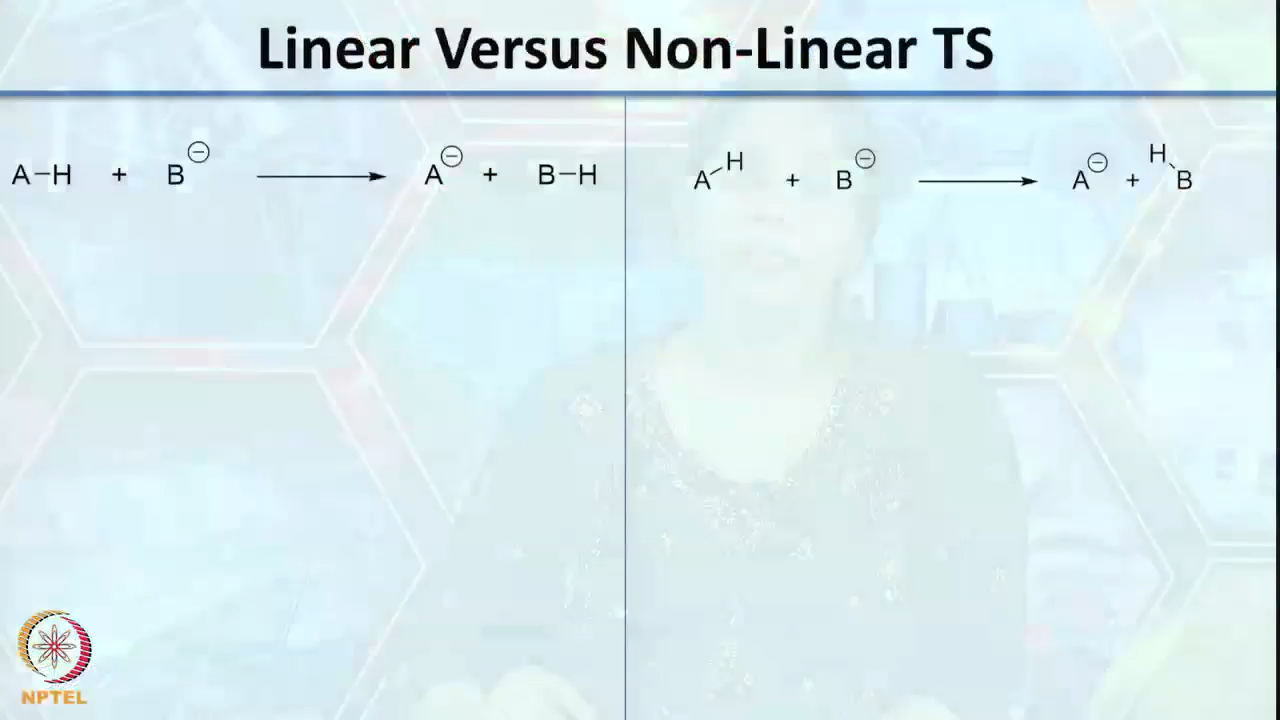 Linear Versus Non-Linear TS
A–H + B⊖ ⟶ A⊖ + B–H
A–H + B⊖ ⟶ A⊖ + H–B
NPTEL